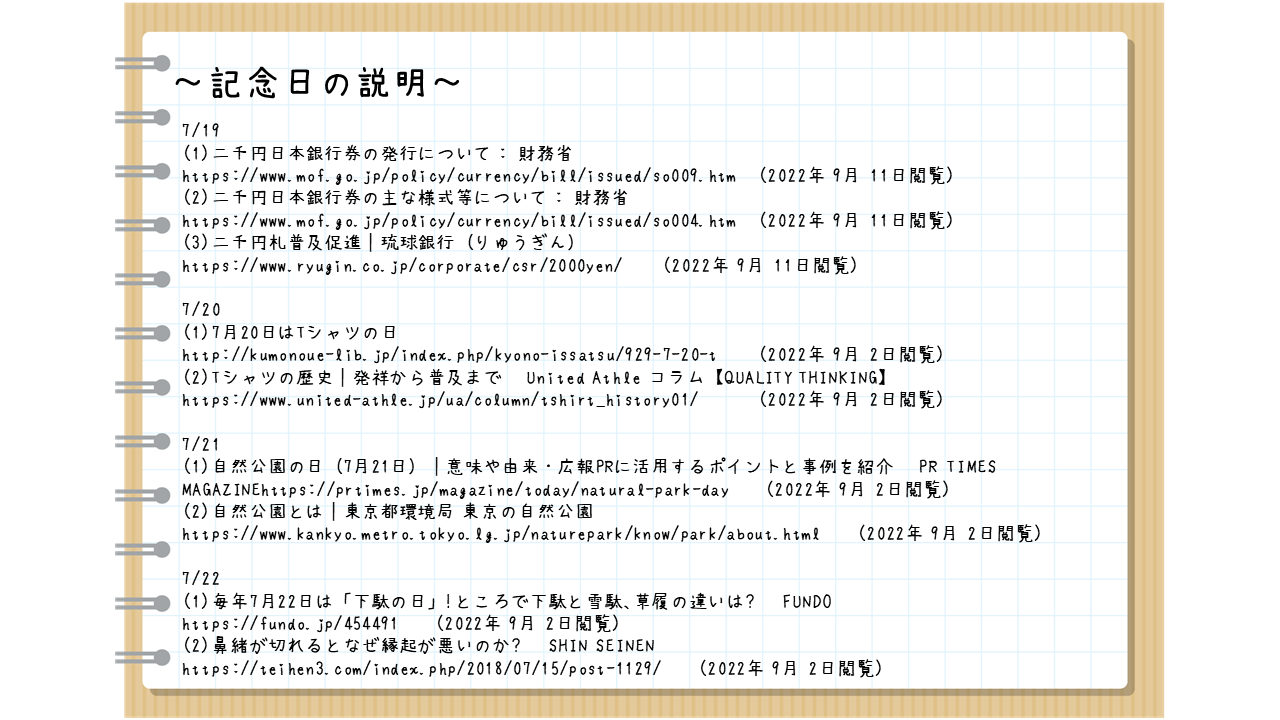 ～記念日の説明～
7/19
(1)二千円日本銀行券の発行について : 財務省
https://www.mof.go.jp/policy/currency/bill/issued/so009.htm (2022年 9月 11日閲覧)
(2)二千円日本銀行券の主な様式等について : 財務省
https://www.mof.go.jp/policy/currency/bill/issued/so004.htm (2022年 9月 11日閲覧)
(3)二千円札普及促進|琉球銀行 (りゅうぎん)
https://www.ryugin.co.jp/corporate/csr/2000yen/ (2022年 9月 11日閲覧)
7/20
(1)7月20日はTシャツの日
http://kumonoue-lib.jp/index.php/kyono-issatsu/929-7-20-t (2022年 9月 2日閲覧)
(2)Tシャツの歴史|発祥から普及まで United Athle コラム【QUALITY THINKING】
https://www.united-athle.jp/ua/column/tshirt_history01/ (2022年 9月 2日閲覧)
7/21
(1)自然公園の日（7月21日）|意味や由来・広報PRに活用するポイントと事例を紹介 PR TIMES
MAGAZINEhttps://prtimes.jp/magazine/today/natural-park-day (2022年 9月 2日閲覧)
(2)自然公園とは|東京都環境局 東京の自然公園
https://www.kankyo.metro.tokyo.lg.jp/naturepark/know/park/about.html (2022年 9月 2日閲覧)
7/22
(1)毎年7月22日は「下駄の日」!ところで下駄と雪駄、草履の違いは? FUNDO
https://fundo.jp/454491 (2022年 9月 2日閲覧)
(2)鼻緒が切れるとなぜ縁起が悪いのか? SHIN SEINEN
https://teihen3.com/index.php/2018/07/15/post-1129/ (2022年 9月 2日閲覧)